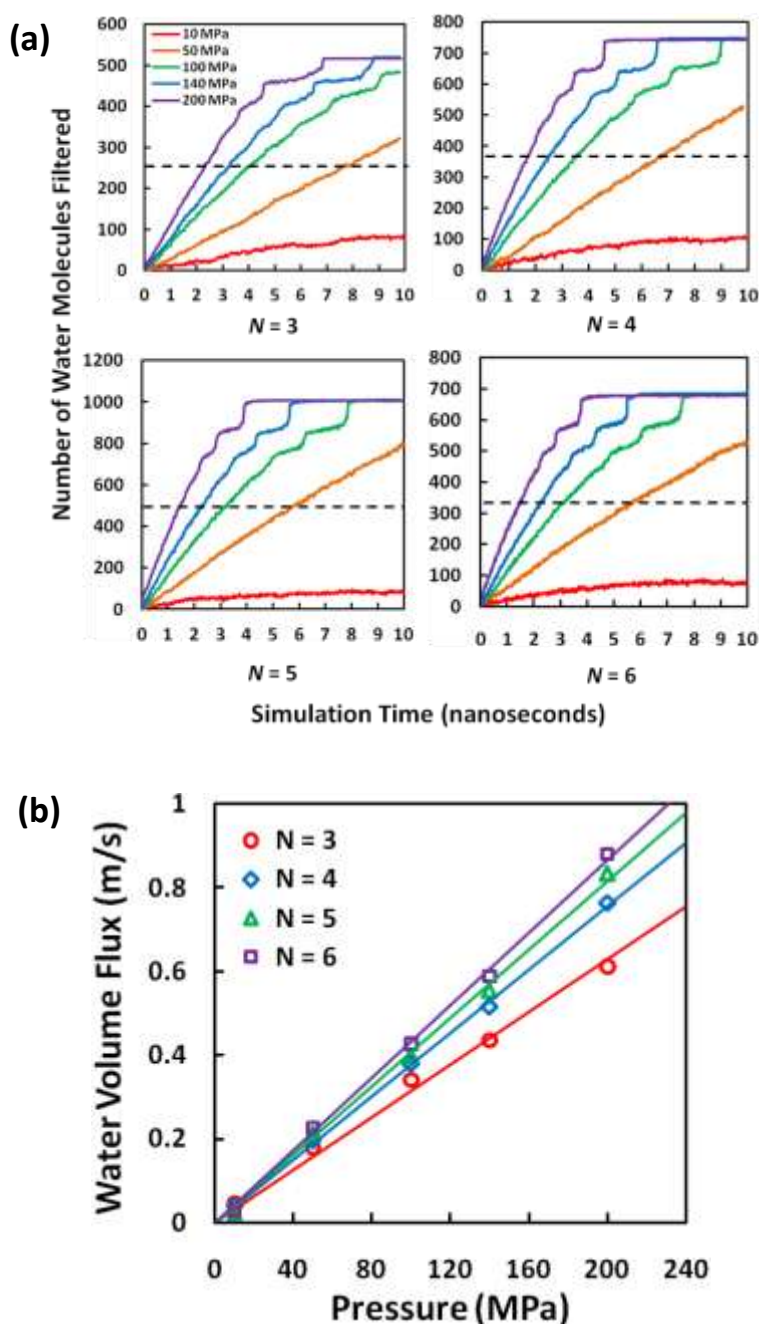 (a)
Number of Water Molecules Filtered
600
500
400
300
200
100
0
10 MPa
50 MPa
100 MPa
140 MPa
200 MPa
0 1 2 3 4 5 6 7 8 9 10
N = 3
800
700
600
500
400
300
200
100
0
0 1 2 3 4 5 6 7 8 9 10
N = 4
1200
1000
800
600
400
200
0
0 1 2 3 4 5 6 7 8 9 10
N = 5
800
700
600
500
400
300
200
100
0
0 1 2 3 4 5 6 7 8 9 10
N = 6
Simulation Time (nanoseconds)
(b)
Water Volume Flux (m/s)
1
0.8
0.6
0.4
0.2
0
N = 3
N = 4
N = 5
N = 6
0 40 80 120 160 200 240
Pressure (MPa)